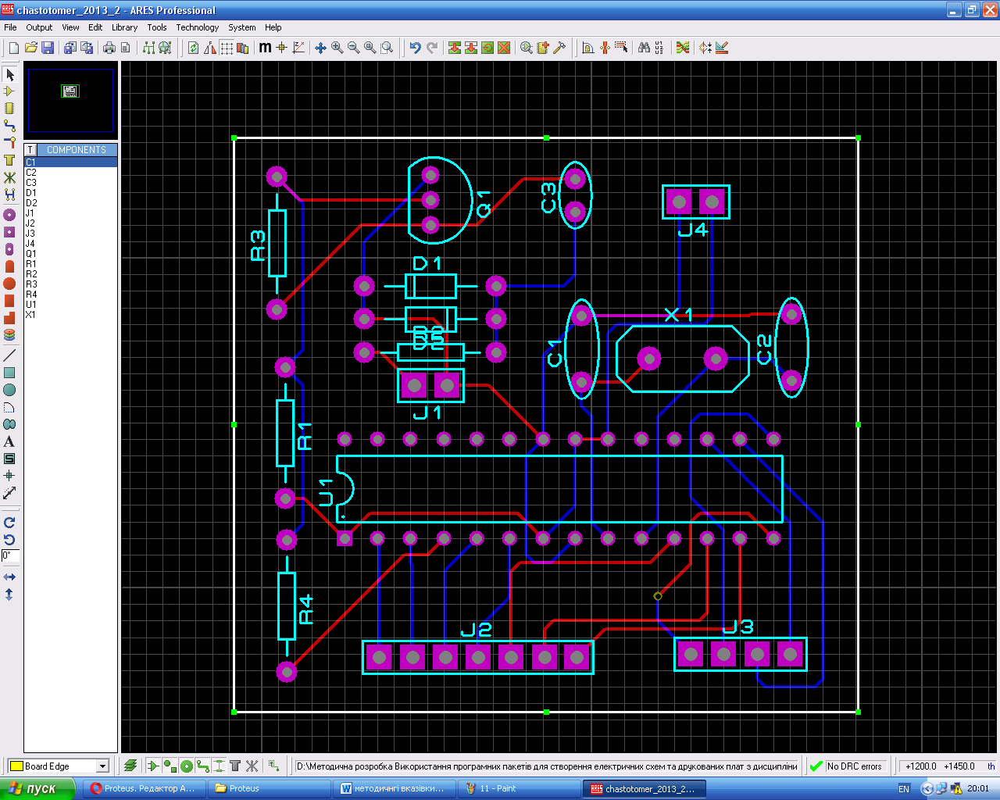 chastotomer_2013_2 - ARES Professional
File Output View Edit Library Tools Technology System Help
T COMPONENTS
C1
C2
C3
D1
D2
J1
J2
J3
J4
Q1
R1
R2
R3
R4
U1
X1
0°
Q1
C3
J4
R3
D1
X1
C1
C2
J1
R1
U1
R4
J2
J3
Board Edge
D:\Методична розробка Використання програмних пакетів для створення електричних схем та друкованих плат з дисципліни
No DRC errors
+1200.0 +1450.0 th
пуск
Proteus. Редактор А...
Proteus
методичнгі вказівки...
11 - Paint
chastotomer_2013_2...
EN
20:01